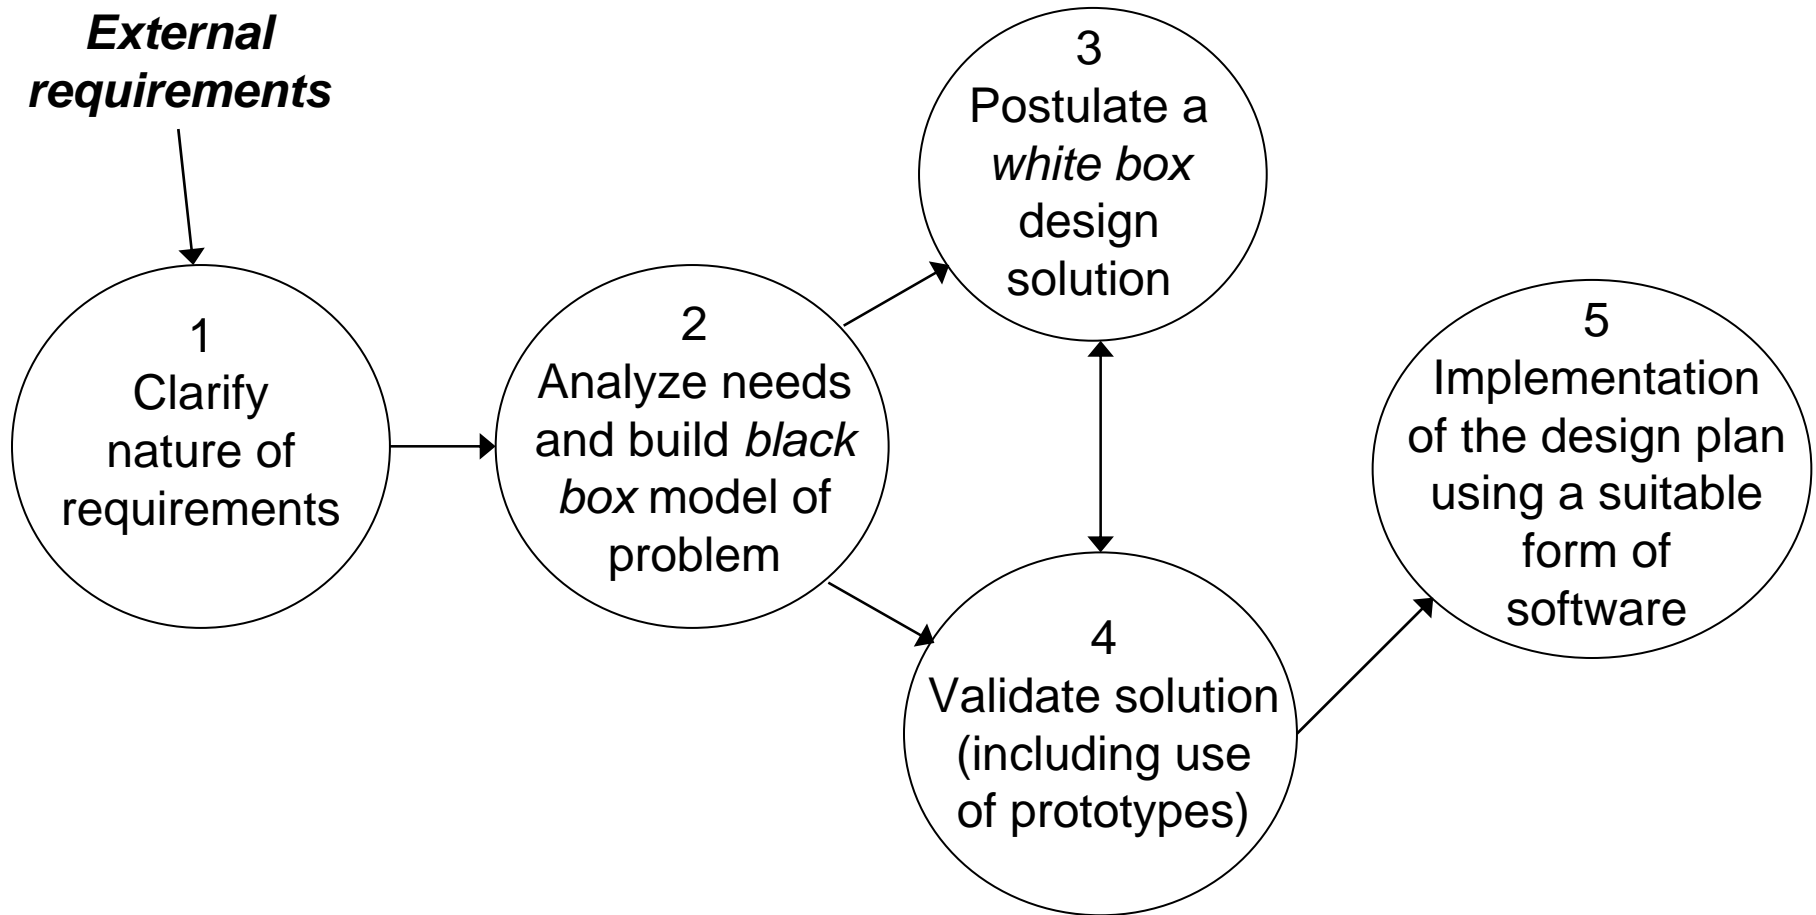 External
requirements
1
Clarify
nature of
requirements
2
Analyze needs
and build black
box model of
problem
3
Postulate a
white box
design
solution
4
Validate solution
(including use
of prototypes)
5
Implementation
of the design plan
using a suitable
form of
software